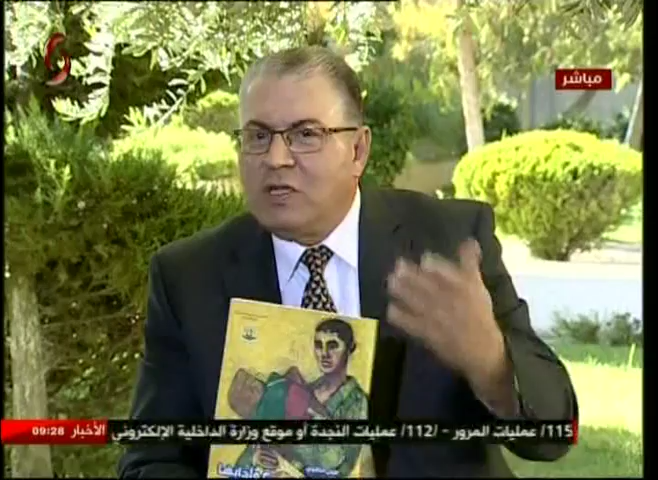 مباشر
115/ عمليات المرور - /112/ عمليات النجدة أو موقع وزارة الداخلية الإلكتروني
الأخبار 09:28